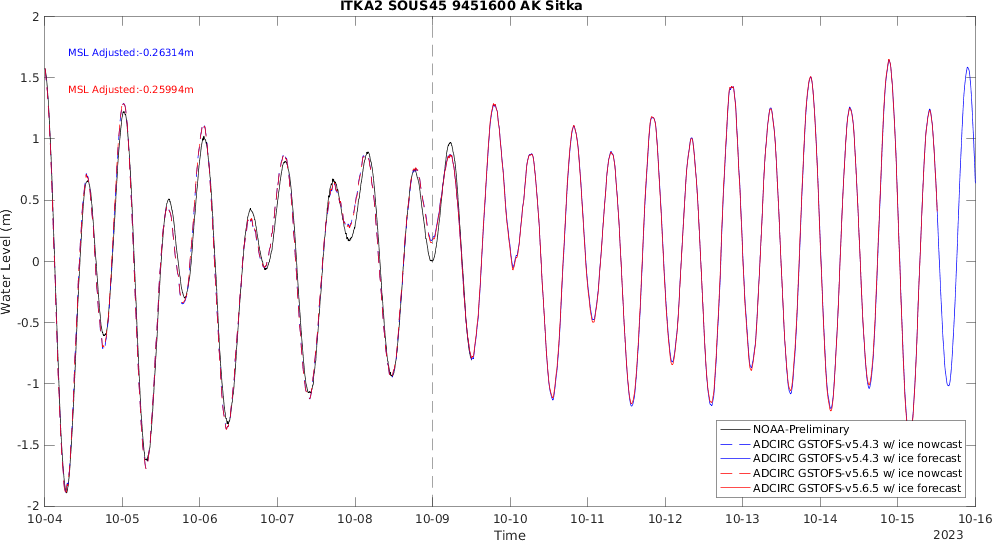 ITKA2 SOUS45 9451600 AK Sitka
MSL Adjusted:-0.26314m
MSL Adjusted:-0.25994m
Water Level (m)
2
1.5
1
0.5
0
-0.5
-1
-1.5
-2
NOAA-Preliminary
ADCIRC GSTOFS-v5.4.3 w/ ice nowcast
ADCIRC GSTOFS-v5.4.3 w/ ice forecast
ADCIRC GSTOFS-v5.6.5 w/ ice nowcast
ADCIRC GSTOFS-v5.6.5 w/ ice forecast
10-04 10-05 10-06 10-07 10-08 10-09 10-10 10-11 10-12 10-13 10-14 10-15 10-16
Time
2023